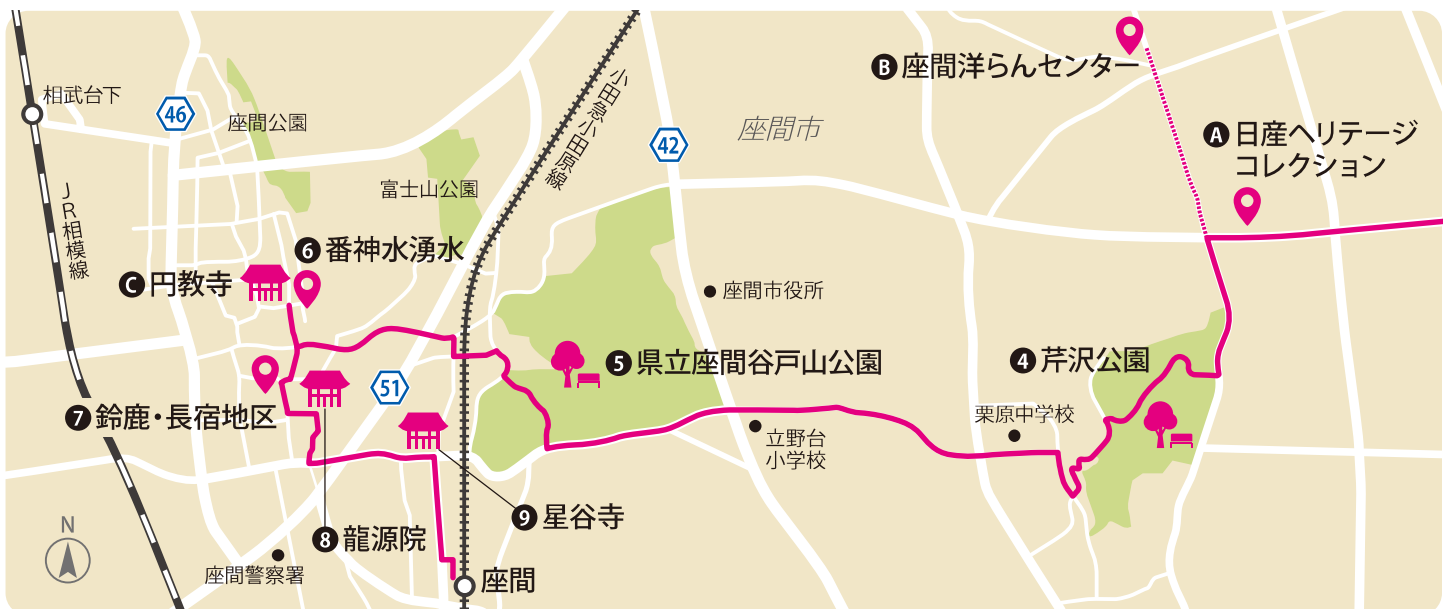 相武台下
46
座間公園
小田急小田原線
42
座間市
B 座間洋らんセンター
A 日産ヘリテージ
コレクション
JR相模線
富士山公園
6 番神水湧水
C 円教寺
座間市役所
5 県立座間谷戸山公園
4 芹沢公園
51
7 鈴鹿・長宿地区
栗原中学校
立野台
小学校
9 星谷寺
8 龍源院
N
座間警察署
座間